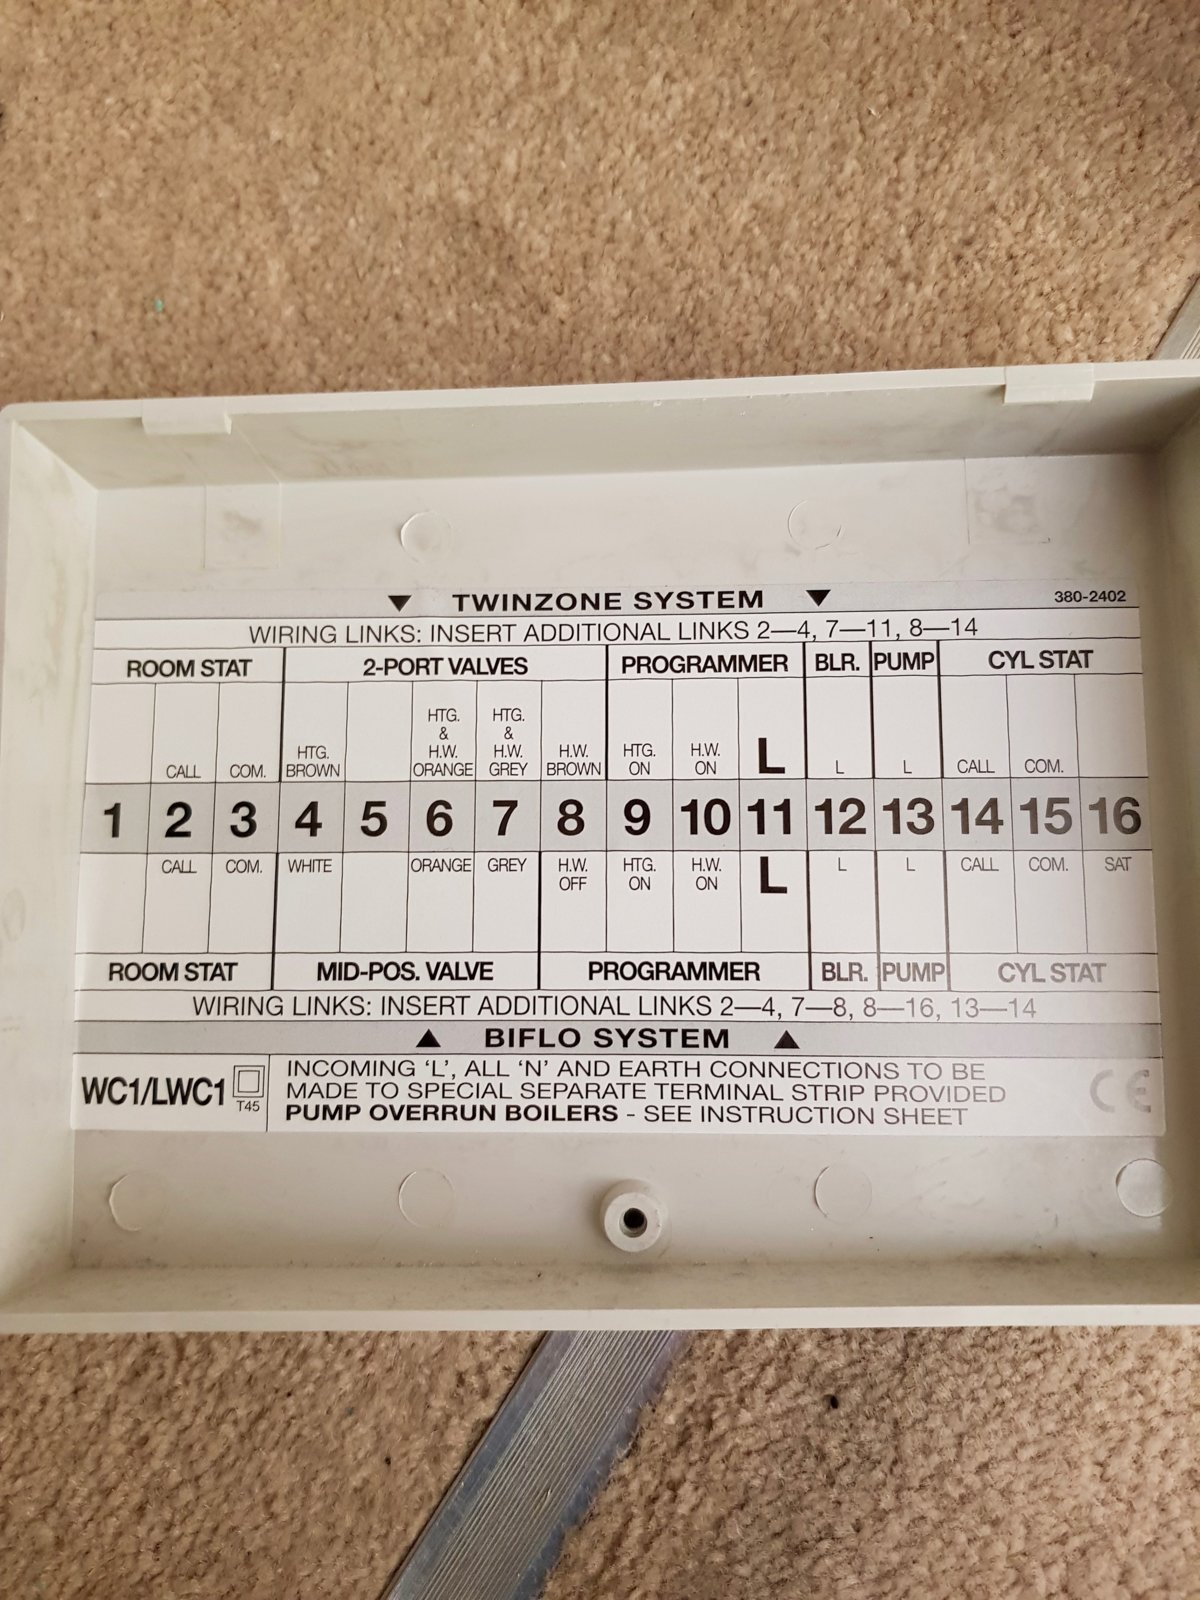 ▼ TWINZONE SYSTEM ▼ 380-2402
WIRING LINKS: INSERT ADDITIONAL LINKS 2—4, 7—11, 8—14
ROOM STAT 2-PORT VALVES PROGRAMMER BLR. PUMP CYL STAT
CALL COM. HTG. BROWN HTG. & H.W. ORANGE HTG. & H.W. GREY H.W. BROWN HTG. ON H.W. ON L L L CALL COM.
1 2 3 4 5 6 7 8 9 10 11 12 13 14 15 16
CALL COM. WHITE ORANGE GREY H.W. OFF HTG. ON H.W. ON L L L CALL COM. SAT
ROOM STAT MID-POS. VALVE PROGRAMMER BLR. PUMP CYL STAT
WIRING LINKS: INSERT ADDITIONAL LINKS 2—4, 7—8, 8—16, 13—14
▲ BIFLO SYSTEM ▲
WC1/LWC1 T45
INCOMING 'L', ALL 'N' AND EARTH CONNECTIONS TO BE
MADE TO SPECIAL SEPARATE TERMINAL STRIP PROVIDED
PUMP OVERRUN BOILERS - SEE INSTRUCTION SHEET
CE